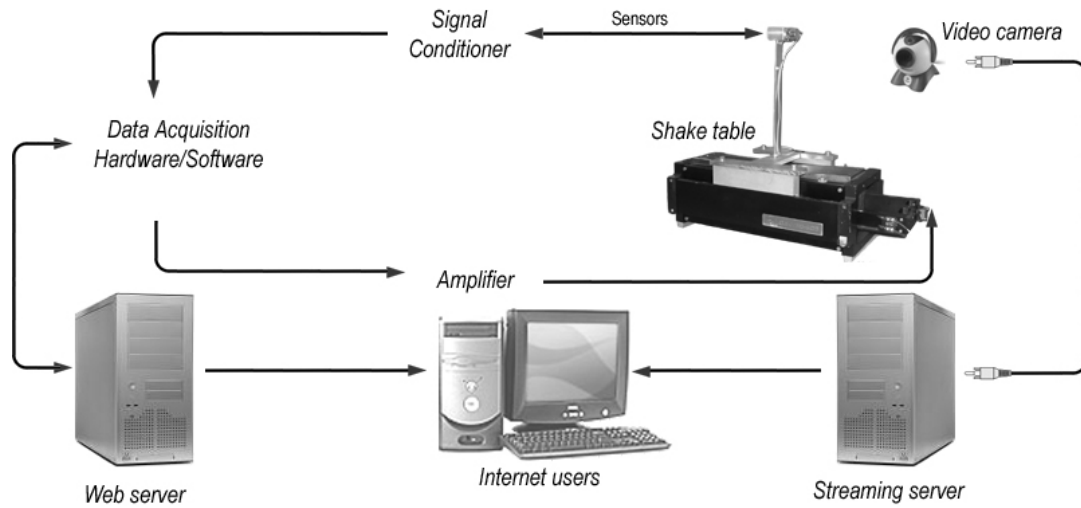 Signal
Conditioner
Sensors
Video camera
Data Acquisition
Hardware/Software
Shake table
Amplifier
Web server
Internet users
Streaming server